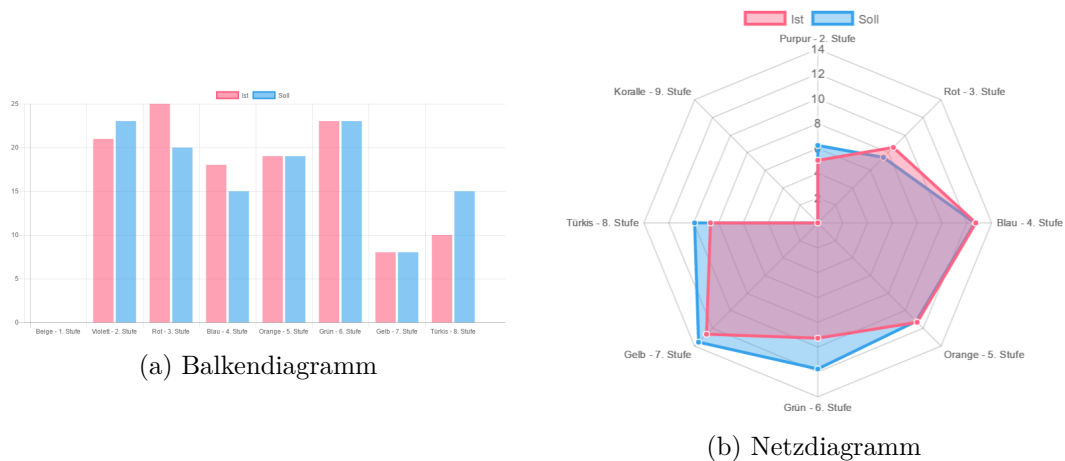 Ist Soll
25
20
15
10
5
0
Beige - 1. Stufe Violett - 2. Stufe Rot - 3. Stufe Blau - 4. Stufe Orange - 5. Stufe Grün - 6. Stufe Gelb - 7. Stufe Türkis - 8. Stufe
(a) Balkendiagramm
Ist Soll
Purpur - 2. Stufe
14
12
10
8
6
4
2
Koralle - 9. Stufe Rot - 3. Stufe
Türkis - 8. Stufe Blau - 4. Stufe
Gelb - 7. Stufe Orange - 5. Stufe
Grün - 6. Stufe
(b) Netzdiagramm